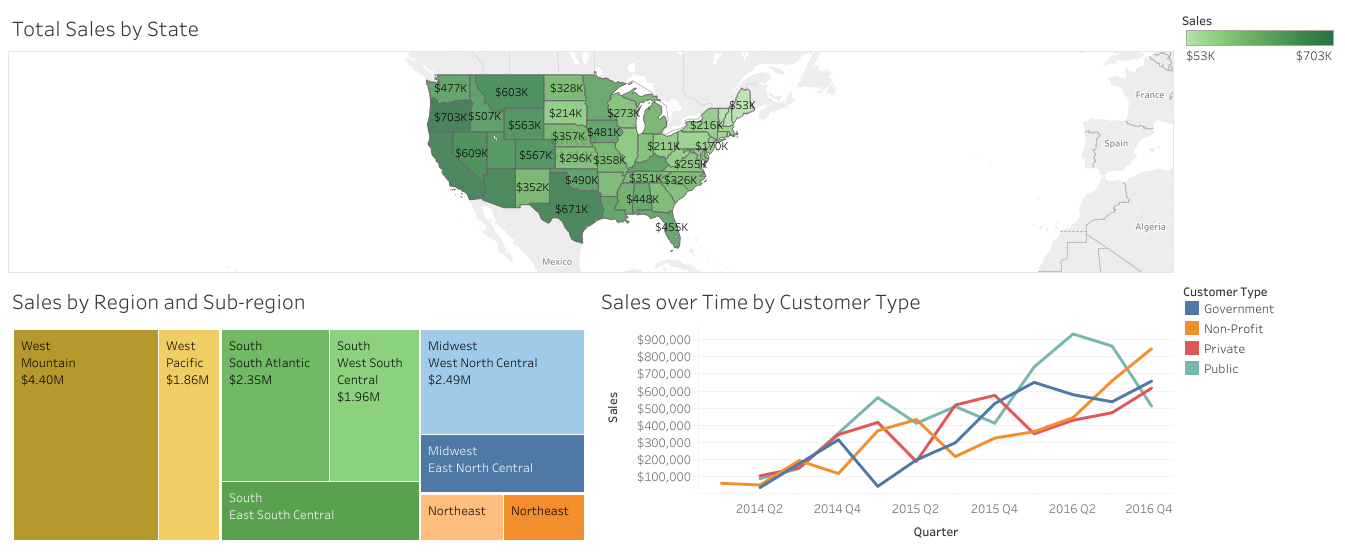 Total Sales by State
Sales
$53K $703K
France
Spain
Algeria
Mexico
$477K
$603K
$328K
$273K
$53K
$703K
$507K
$214K
$216K
$563K
$357K
$481K
$211K
$170K
$609K
$567K
$296K
$358K
$255K
$352K
$490K
$351K
$326K
$448K
$671K
$455K
Sales by Region and Sub-region
West
Mountain
$4.40M
West
Pacific
$1.86M
South
South Atlantic
$2.35M
South
West South
Central
$1.96M
South
East South Central
Midwest
West North Central
$2.49M
Midwest
East North Central
Northeast
Northeast
Sales over Time by Customer Type
Sales
$900,000
$800,000
$700,000
$600,000
$500,000
$400,000
$300,000
$200,000
$100,000
2014 Q2 2014 Q4 2015 Q2 2015 Q4 2016 Q2 2016 Q4
Quarter
Customer Type
Government
Non-Profit
Private
Public